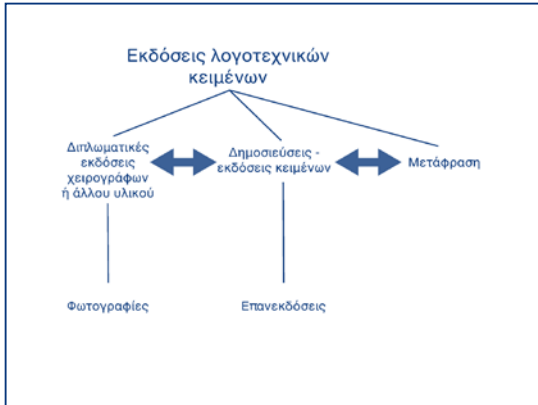 Εκδόσεις λογοτεχνικών
κειμένων
Διπλωματικές
εκδόσεις
χειρογράφων
ή άλλου υλικού
Δημοσιεύσεις -
εκδόσεις κειμένων
Μετάφραση
Φωτογραφίες
Επανεκδόσεις